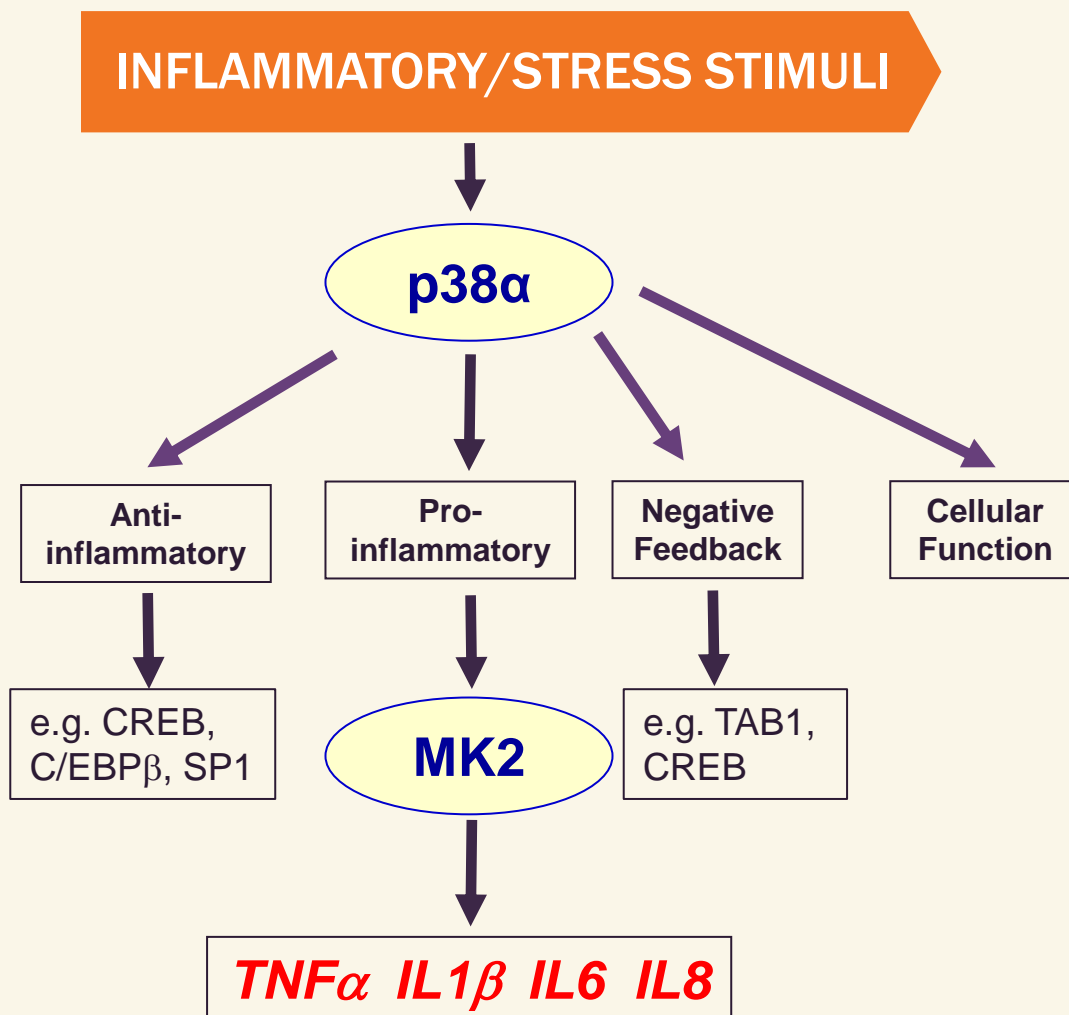 INFLAMMATORY/STRESS STIMULI
p38α
Anti-
inflammatory
Pro-
inflammatory
Negative
Feedback
Cellular
Function
e.g. CREB,
C/EBPβ, SP1
MK2
e.g. TAB1,
CREB
TNFα IL1β IL6 IL8